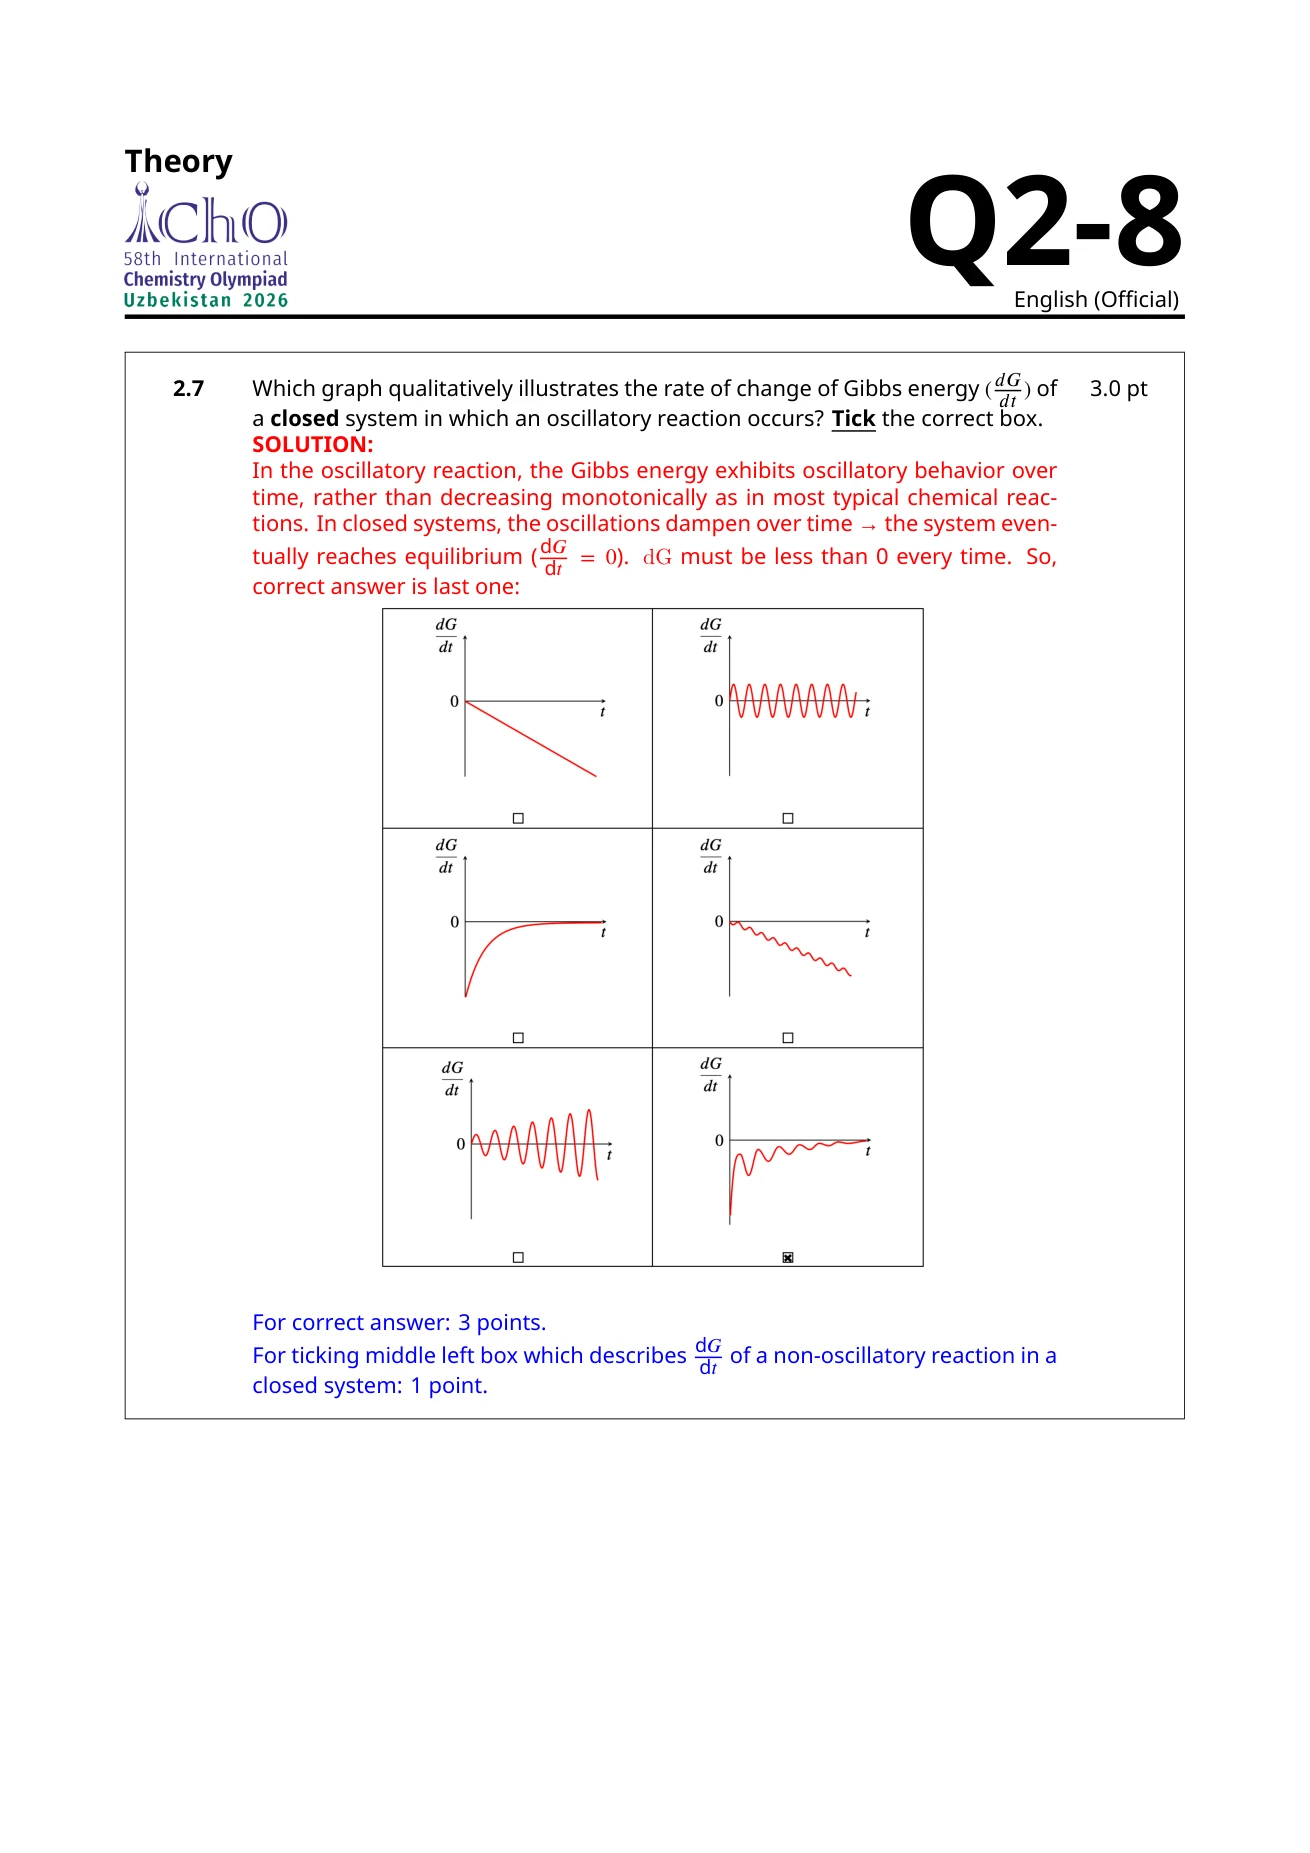 Theory
IChO
58th International
Chemistry Olympiad
Uzbekistan 2026
Q2-8
English (Official)
2.7 Which graph qualitatively illustrates the rate of change of Gibbs energy (dG/dt) of 3.0 pt
a closed system in which an oscillatory reaction occurs? Tick the correct box.
SOLUTION:
In the oscillatory reaction, the Gibbs energy exhibits oscillatory behavior over
time, rather than decreasing monotonically as in most typical chemical reac-
tions. In closed systems, the oscillations dampen over time → the system even-
tually reaches equilibrium (dG/dt = 0). dG must be less than 0 every time. So,
correct answer is last one:
dG/dt
0
t
dG/dt
0
t
dG/dt
0
t
dG/dt
0
t
dG/dt
0
t
dG/dt
0
t
For correct answer: 3 points.
For ticking middle left box which describes dG/dt of a non-oscillatory reaction in a
closed system: 1 point.